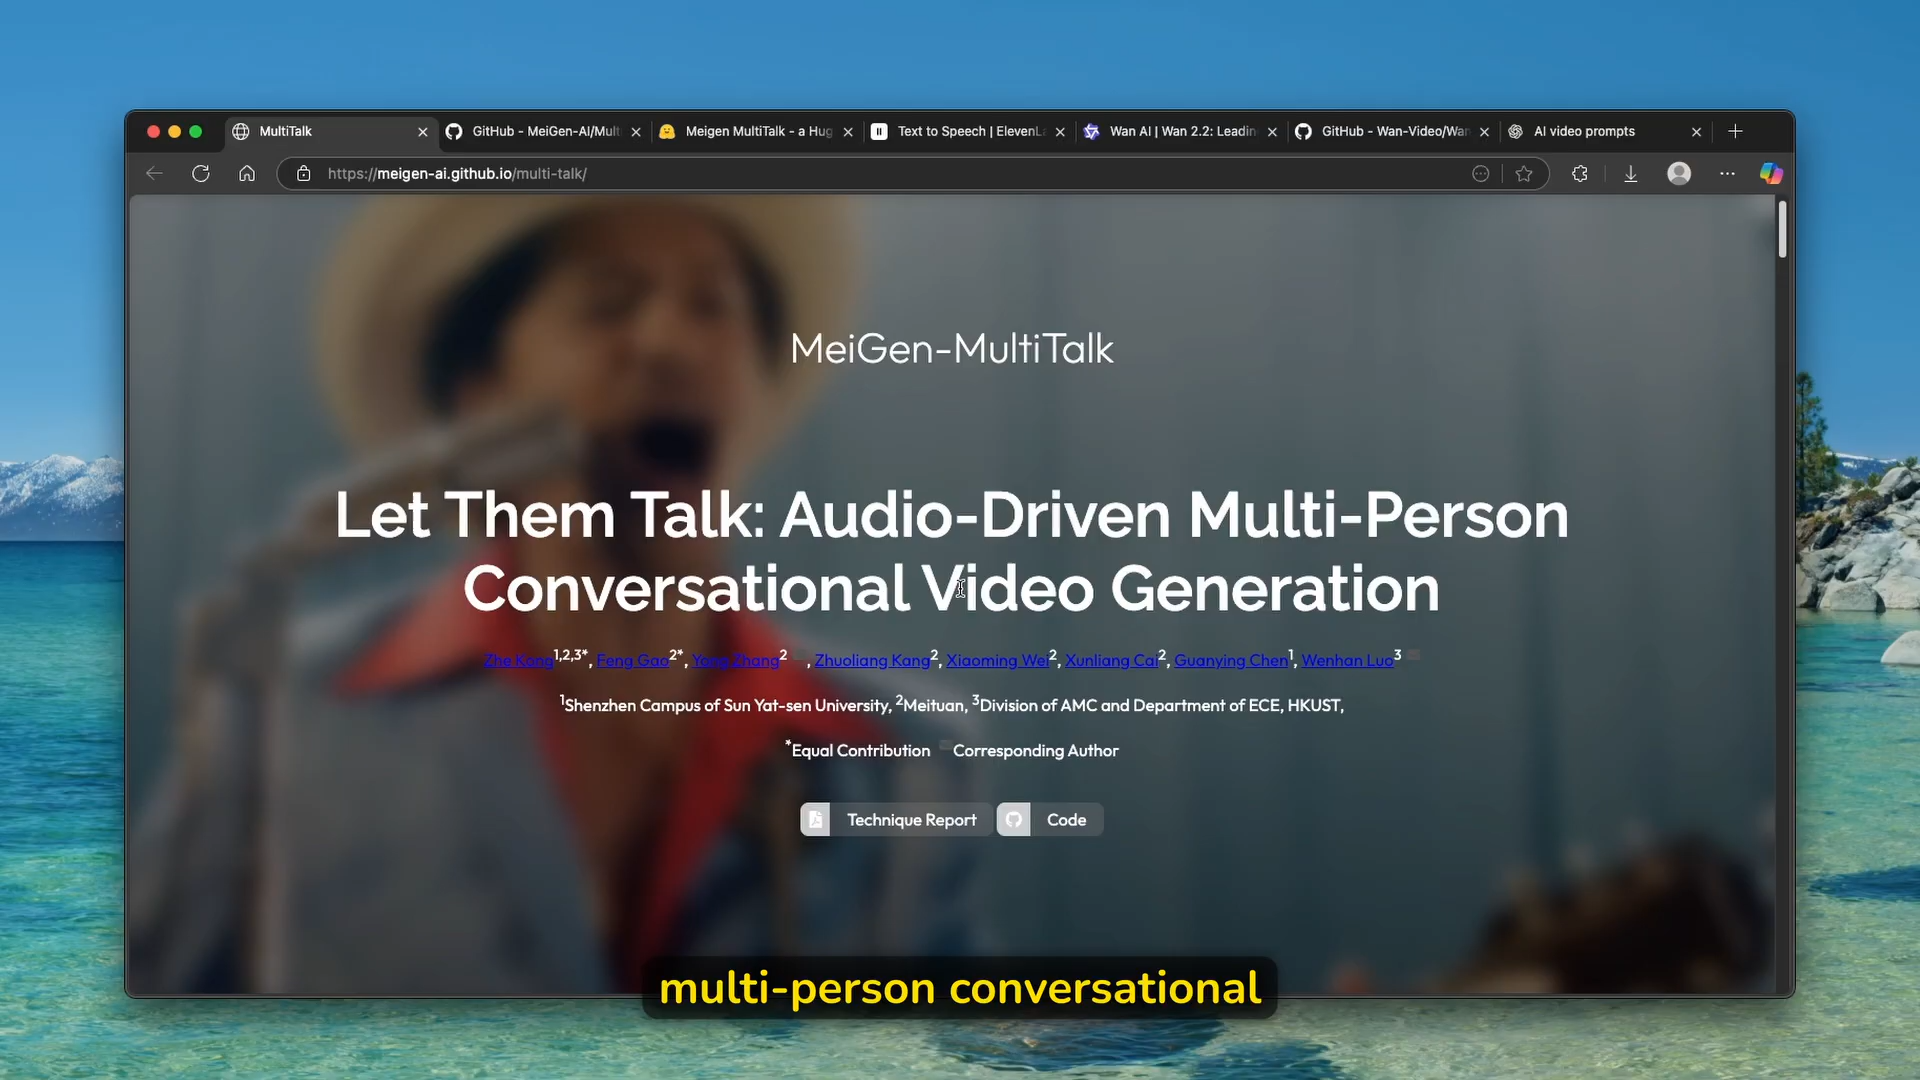 MultiTalk
GitHub - MeiGen-AI/Mult
Meigen MultiTalk - a Hug
Text to Speech | ElevenLa
Wan AI | Wan 2.2: Leadin
GitHub - Wan-Video/Wan
AI video prompts
https://meigen-ai.github.io/multi-talk/
MeiGen-MultiTalk
Let Them Talk: Audio-Driven Multi-Person
Conversational Video Generation
Zhe Kong1,2,3*, Feng Gao2*, Yong Zhang2 , Zhuoliang Kang2, Xiaoming Wei2, Xunliang Cai2, Guanying Chen1, Wenhan Luo3
1Shenzhen Campus of Sun Yat-sen University, 2Meituan, 3Division of AMC and Department of ECE, HKUST,
*Equal Contribution Corresponding Author
Technique Report Code
multi-person conversational